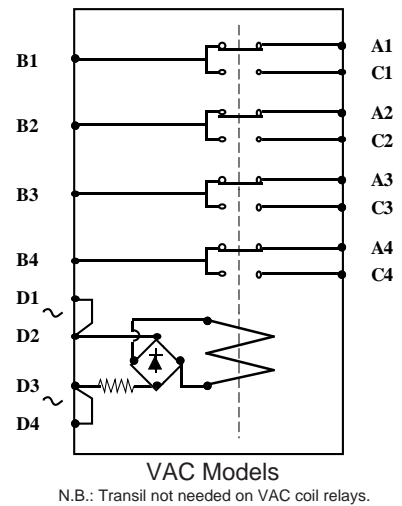 A1
B1
C1
A2
B2
C2
A3
B3
C3
A4
B4
C4
D1
~
D2
D3
~
D4
VAC Models
N.B.: Transil not needed on VAC coil relays.